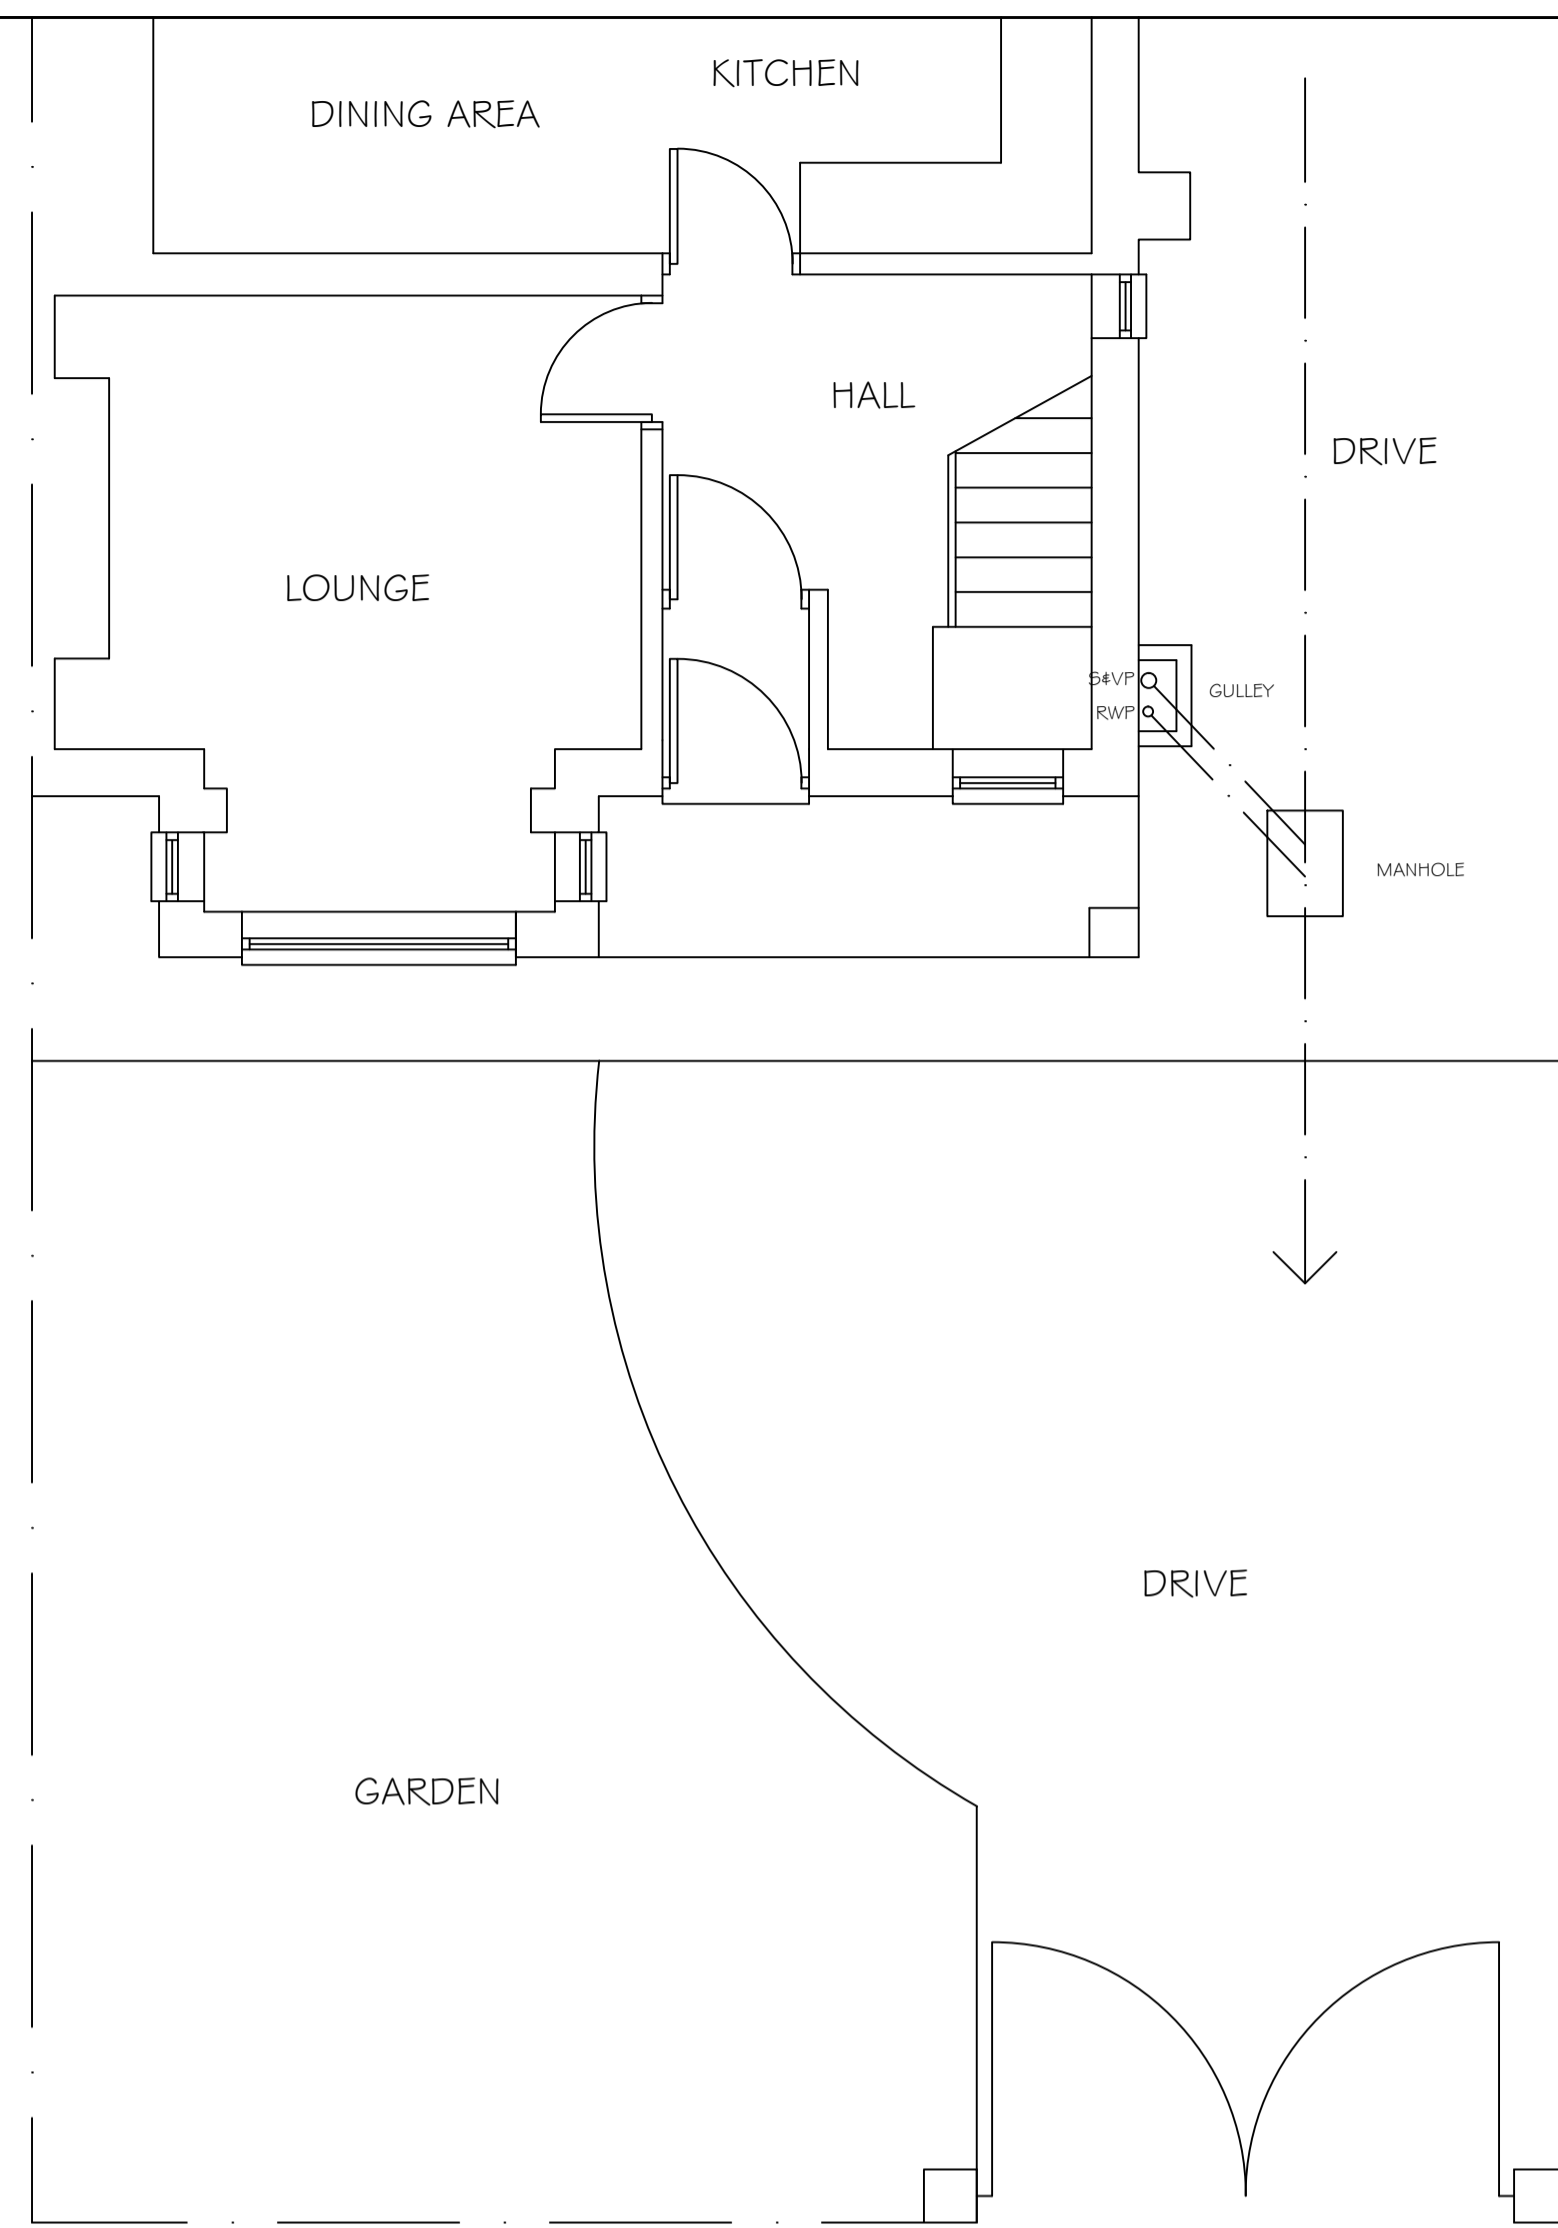 KITCHEN
DINING AREA
HALL
DRIVE
LOUNGE
S&VP
GULLEY
RWP
MANHOLE
DRIVE
GARDEN